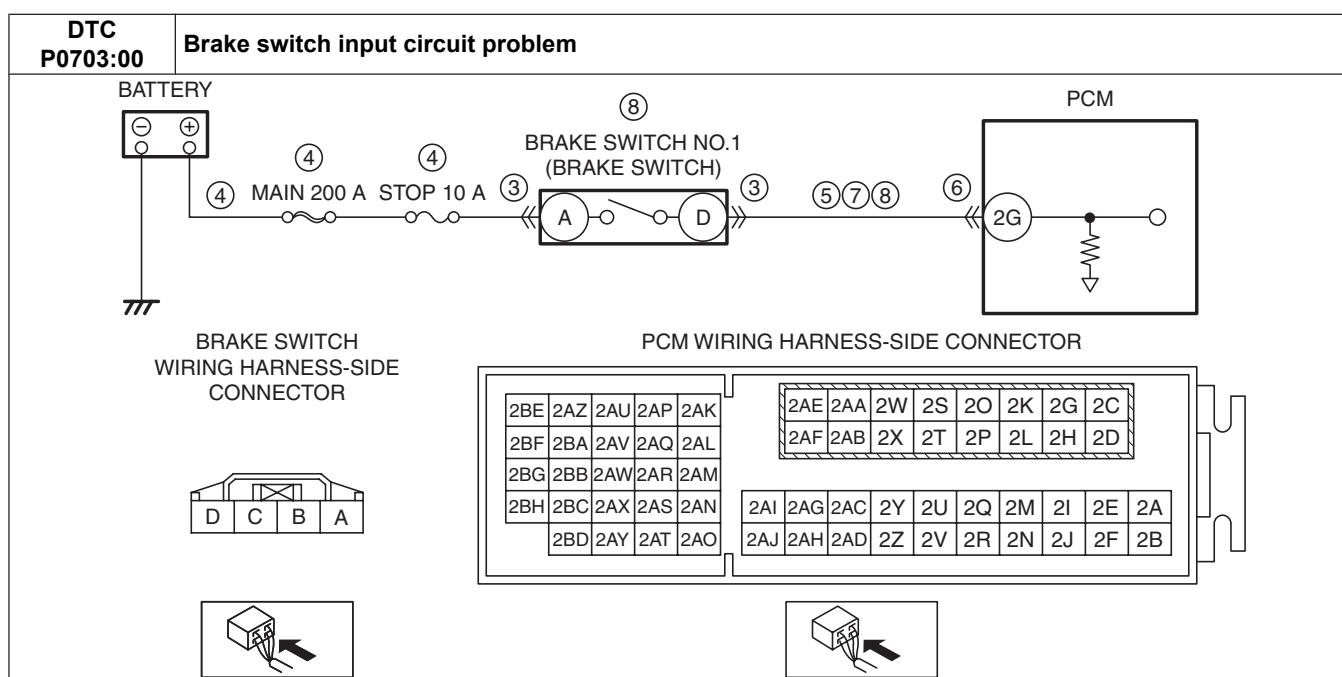 DTC
P0703:00
Brake switch input circuit problem
BATTERY
PCM
⑧
BRAKE SWITCH NO.1
(BRAKE SWITCH)
④ ④
④ MAIN 200 A STOP 10 A ③ ③ ⑤⑦⑧ ⑥
A D 2G
BRAKE SWITCH
WIRING HARNESS-SIDE
CONNECTOR
D C B A
PCM WIRING HARNESS-SIDE CONNECTOR
2BE 2AZ 2AU 2AP 2AK
2BF 2BA 2AV 2AQ 2AL
2BG 2BB 2AW 2AR 2AM
2BH 2BC 2AX 2AS 2AN
2BD 2AY 2AT 2AO
2AE 2AA 2W 2S 2O 2K 2G 2C
2AF 2AB 2X 2T 2P 2L 2H 2D
2AI 2AG 2AC 2Y 2U 2Q 2M 2I 2E 2A
2AJ 2AH 2AD 2Z 2V 2R 2N 2J 2F 2B